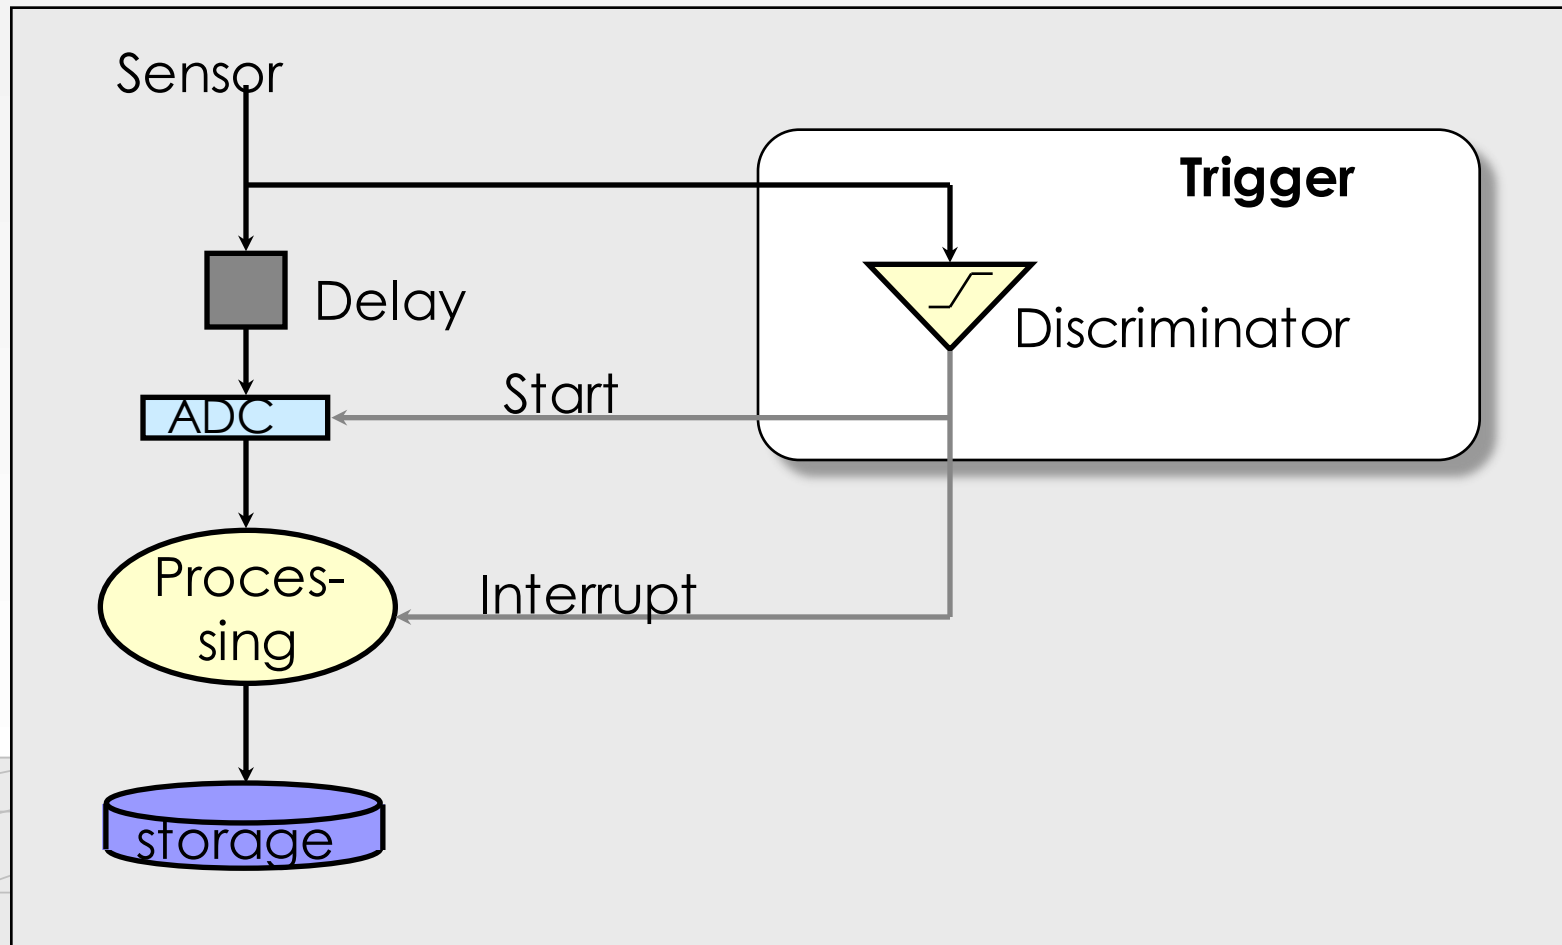 Sensor
Trigger
Delay
Discriminator
Start
ADC
Proces-
sing
Interrupt
storage